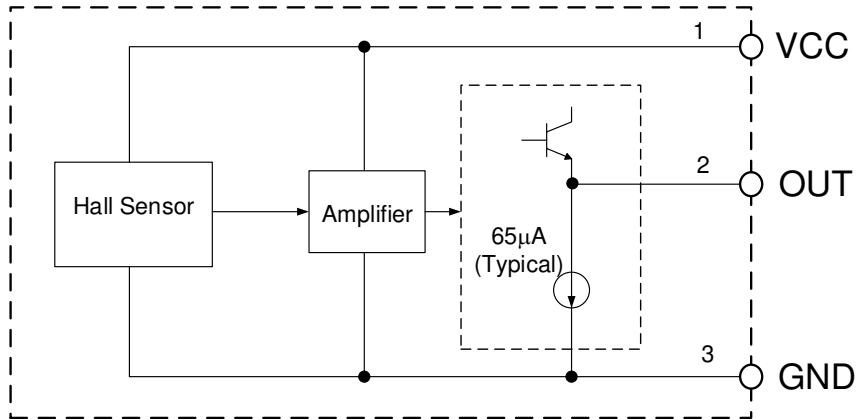 1
VCC
Hall Sensor
Amplifier
2
OUT
65μA
(Typical)
3
GND